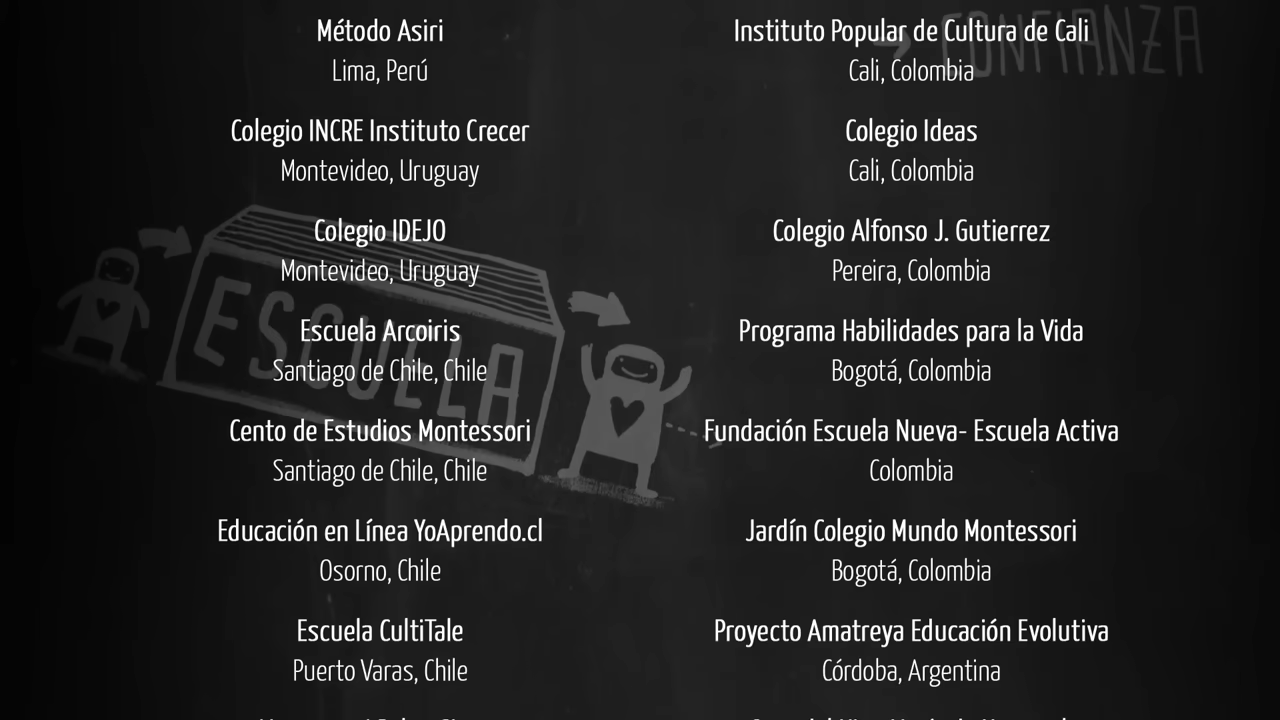 Método Asiri
Lima, Perú
Colegio INCRE Instituto Crecer
Montevideo, Uruguay
Colegio IDEJO
Montevideo, Uruguay
Escuela Arcoiris
Santiago de Chile, Chile
Cento de Estudios Montessori
Santiago de Chile, Chile
Educación en Línea YoAprendo.cl
Osorno, Chile
Escuela CultiTale
Puerto Varas, Chile
Instituto Popular de Cultura de Cali
Cali, Colombia
Colegio Ideas
Cali, Colombia
Colegio Alfonso J. Gutierrez
Pereira, Colombia
Programa Habilidades para la Vida
Bogotá, Colombia
Fundación Escuela Nueva- Escuela Activa
Colombia
Jardín Colegio Mundo Montessori
Bogotá, Colombia
Proyecto Amatreya Educación Evolutiva
Córdoba, Argentina
ESCUELA
CONFIANZA